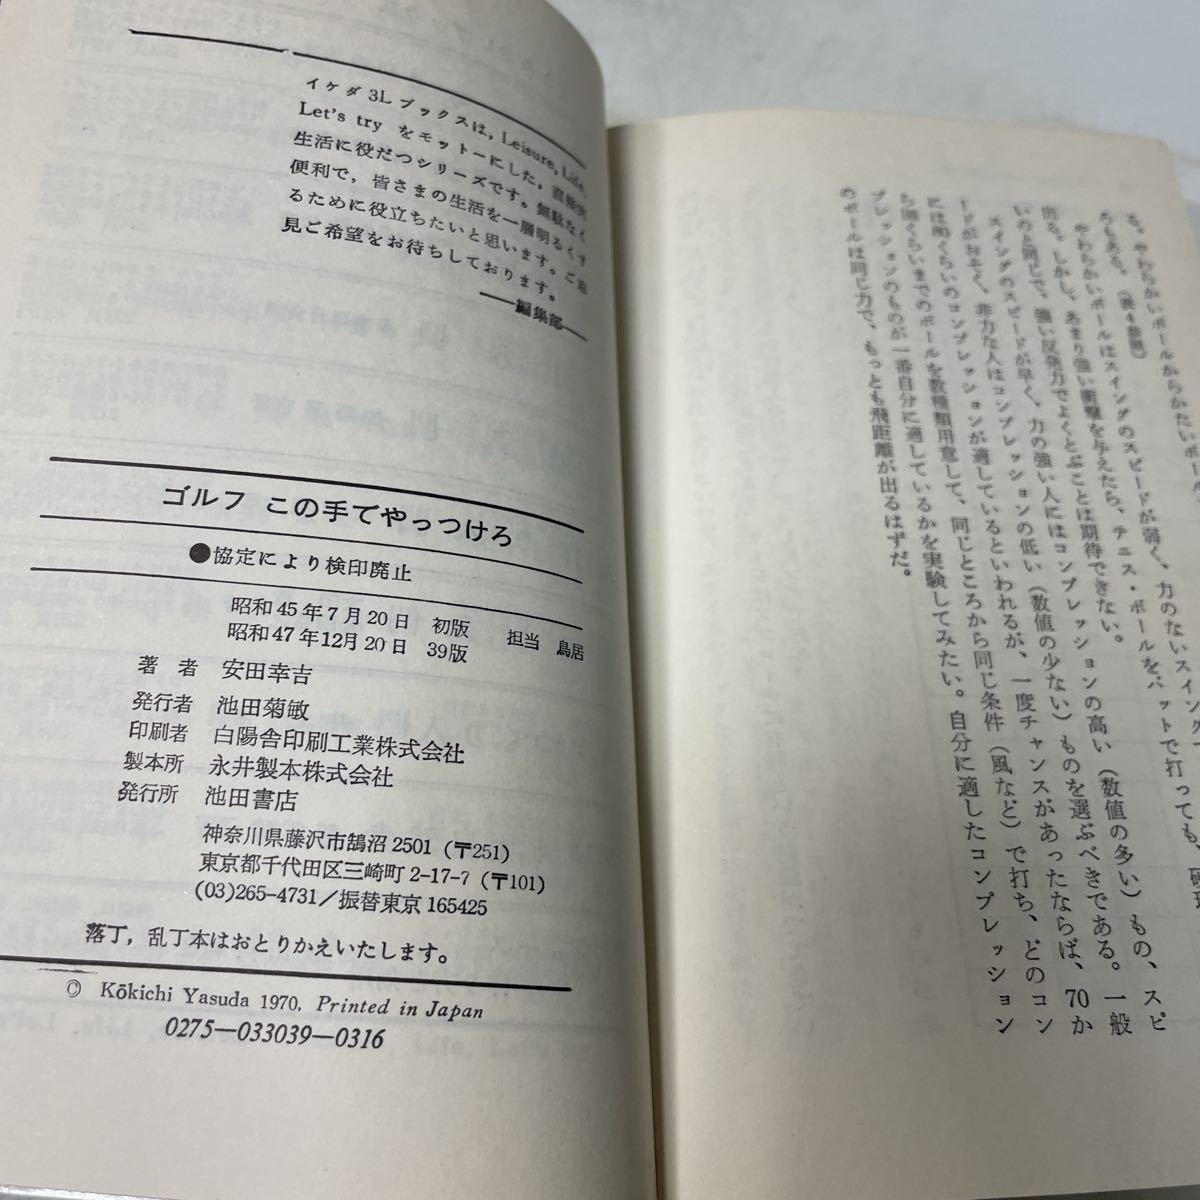 イケダ3Lブックスは, Leisure, Life,
Let's try をモットーにした, 直接実
生活に役だつシリーズです。無駄なく
便利で, 皆さまの生活を一層明るくす
るために役立ちたいと思います。ご意
見ご希望をお待ちしております。
——編集部——
ゴルフ この手でやっつけろ
●協定により検印廃止
昭和45年7月20日 初版 担当 鳥居
昭和47年12月20日 39版
著者 安田幸吉
発行者 池田菊敏
印刷者 白陽舎印刷工業株式会社
製本所 永井製本株式会社
発行所 池田書店
神奈川県藤沢市鵠沼2501（〒251）
東京都千代田区三崎町2-17-7（〒101）
(03)265-4731／振替東京165425
落丁, 乱丁本はおとりかえいたします。
© Kōkichi Yasuda 1970, Printed in Japan
0275—033039—0316
る。やわらかいボールからかたいボール
ろもある。（表4参照）
やわらかいボールはスイングのスピードが弱く、力のないスイング
出る。しかし、あまり強い衝撃を与えたら、テニス・ボールをバットで打っても、
いのと同じで、強い反発力でよくとぶことは期待できない。
スイングのスピードが早く、力の強い人にはコンプレッションの高い（数値の多い）もの、スピ
ードがおそく、非力な人はコンプレッションの低い（数値の少ない）ものを選ぶべきである。一般
には80くらいのコンプレッションが適しているといわれるが、一度チャンスがあったならば、70か
らくらいまでのボールを数種類用意して、同じところから同じ条件（風など）で打ち、どのコン
プレッションのものが一番自分に適しているかを実験してみたい。自分に適したコンプレッション
のボールは同じ力で、もっとも飛距離が出るはずだ。